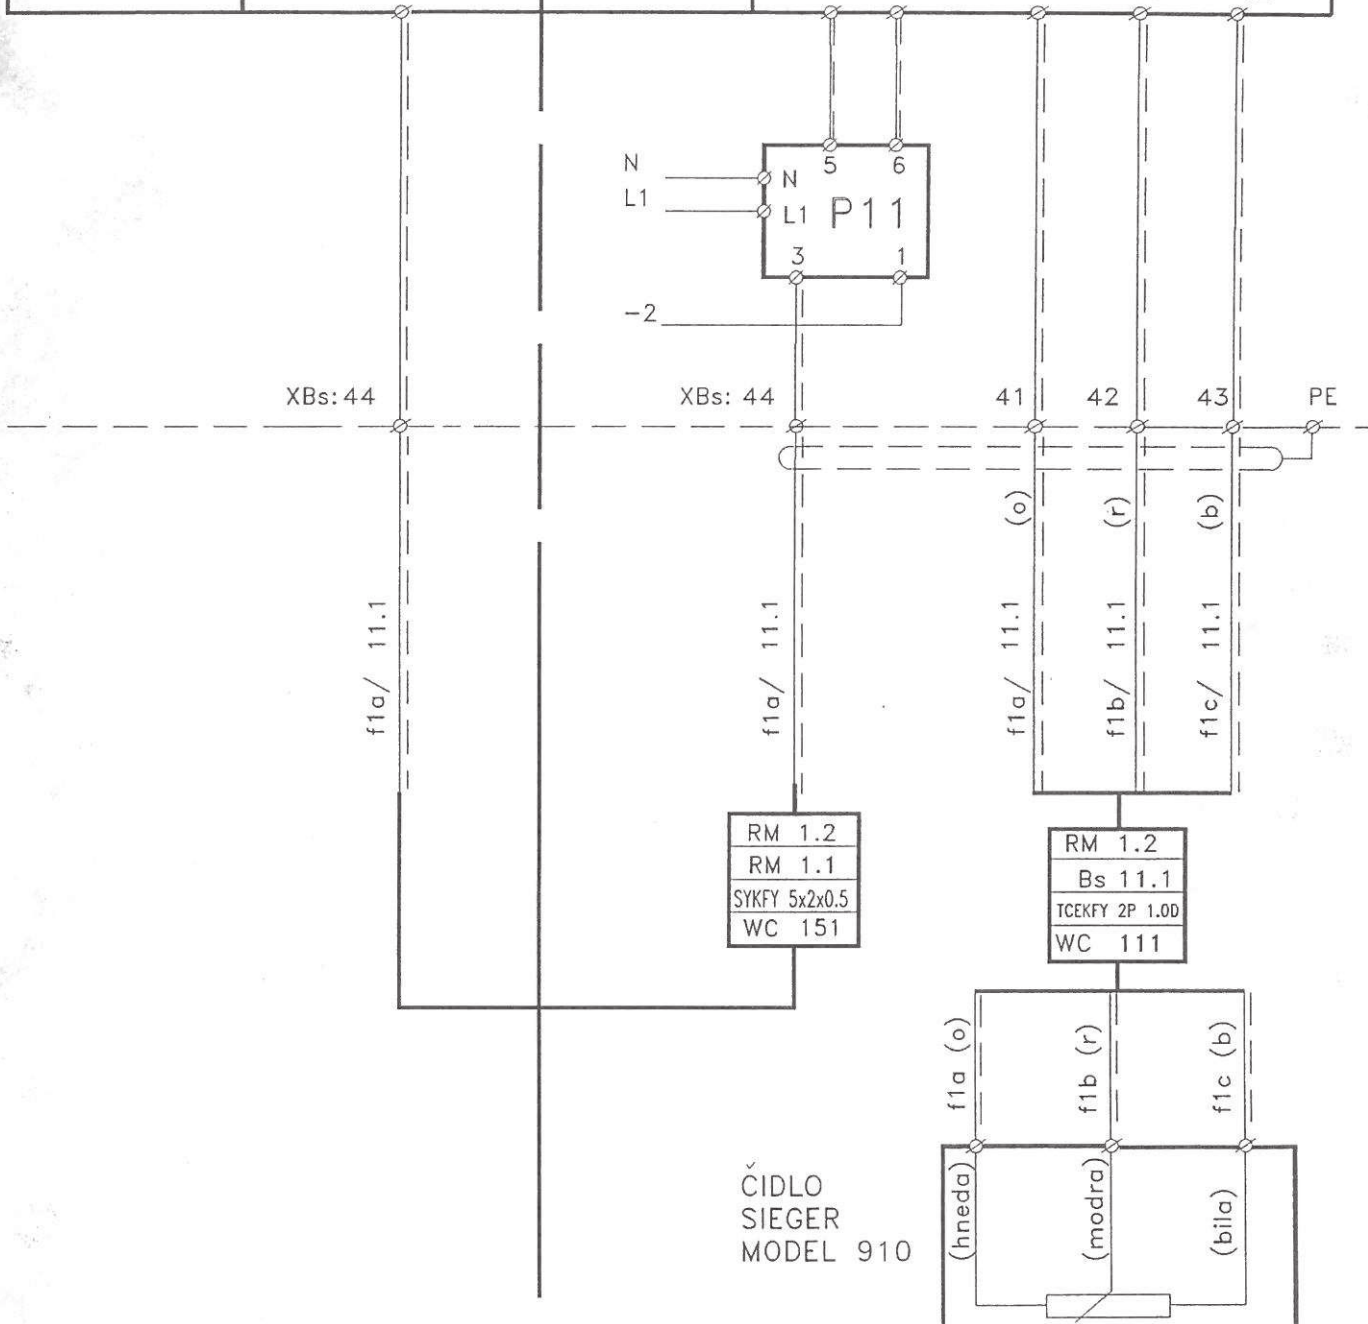 5 6
N
N
L1
L1
P11
3 1
-2
XBs: 44
XBs: 44
41
42
43
PE
(o)
(r)
(b)
f1a/ 11.1
f1a/ 11.1
f1a/ 11.1
f1b/ 11.1
f1c/ 11.1
RM 1.2
RM 1.1
SYKFY 5x2x0.5
WC 151
RM 1.2
Bs 11.1
TCEKFY 2P 1.0D
WC 111
f1a (o)
f1b (r)
f1c (b)
ČIDLO
SIEGER
MODEL 910
(hneda)
(modra)
(bila)